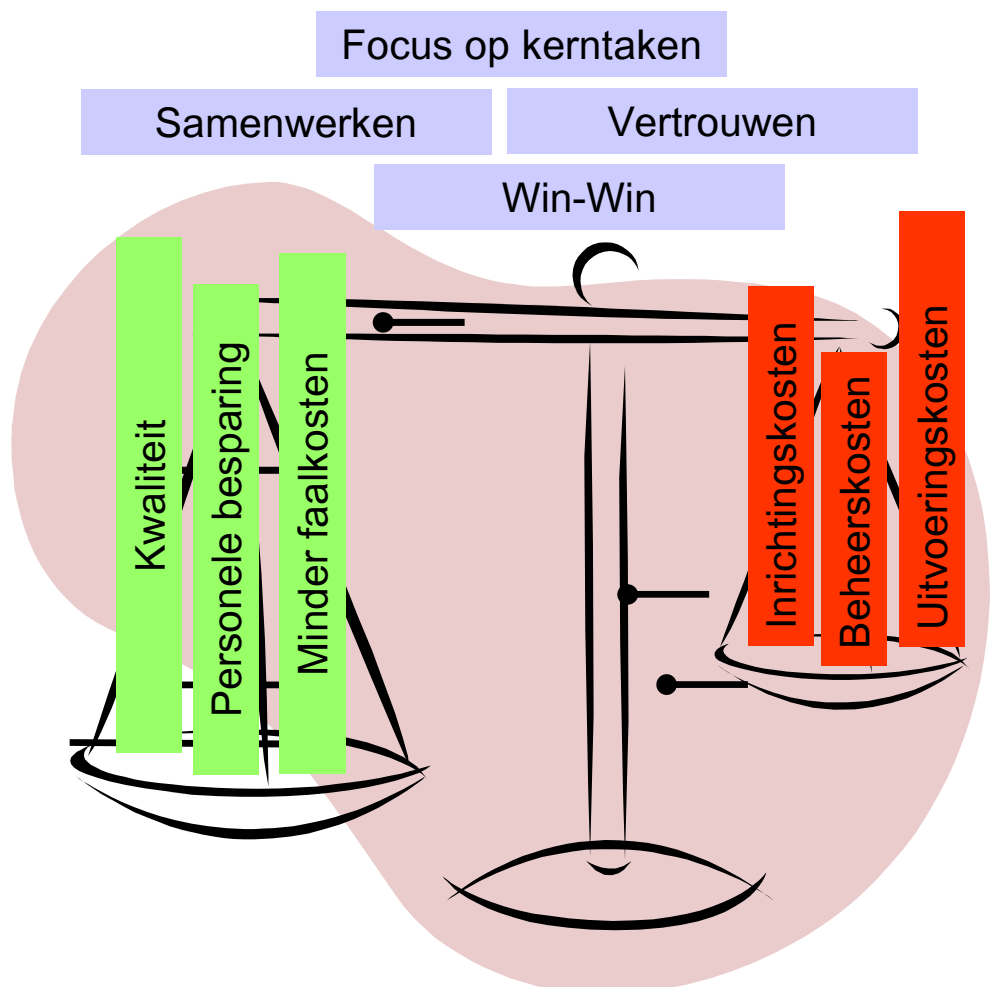 Focus op kerntaken
Samenwerken
Vertrouwen
Win-Win
Kwaliteit
Personele besparing
Minder faalkosten
Inrichtingskosten
Beheerskosten
Uitvoeringskosten